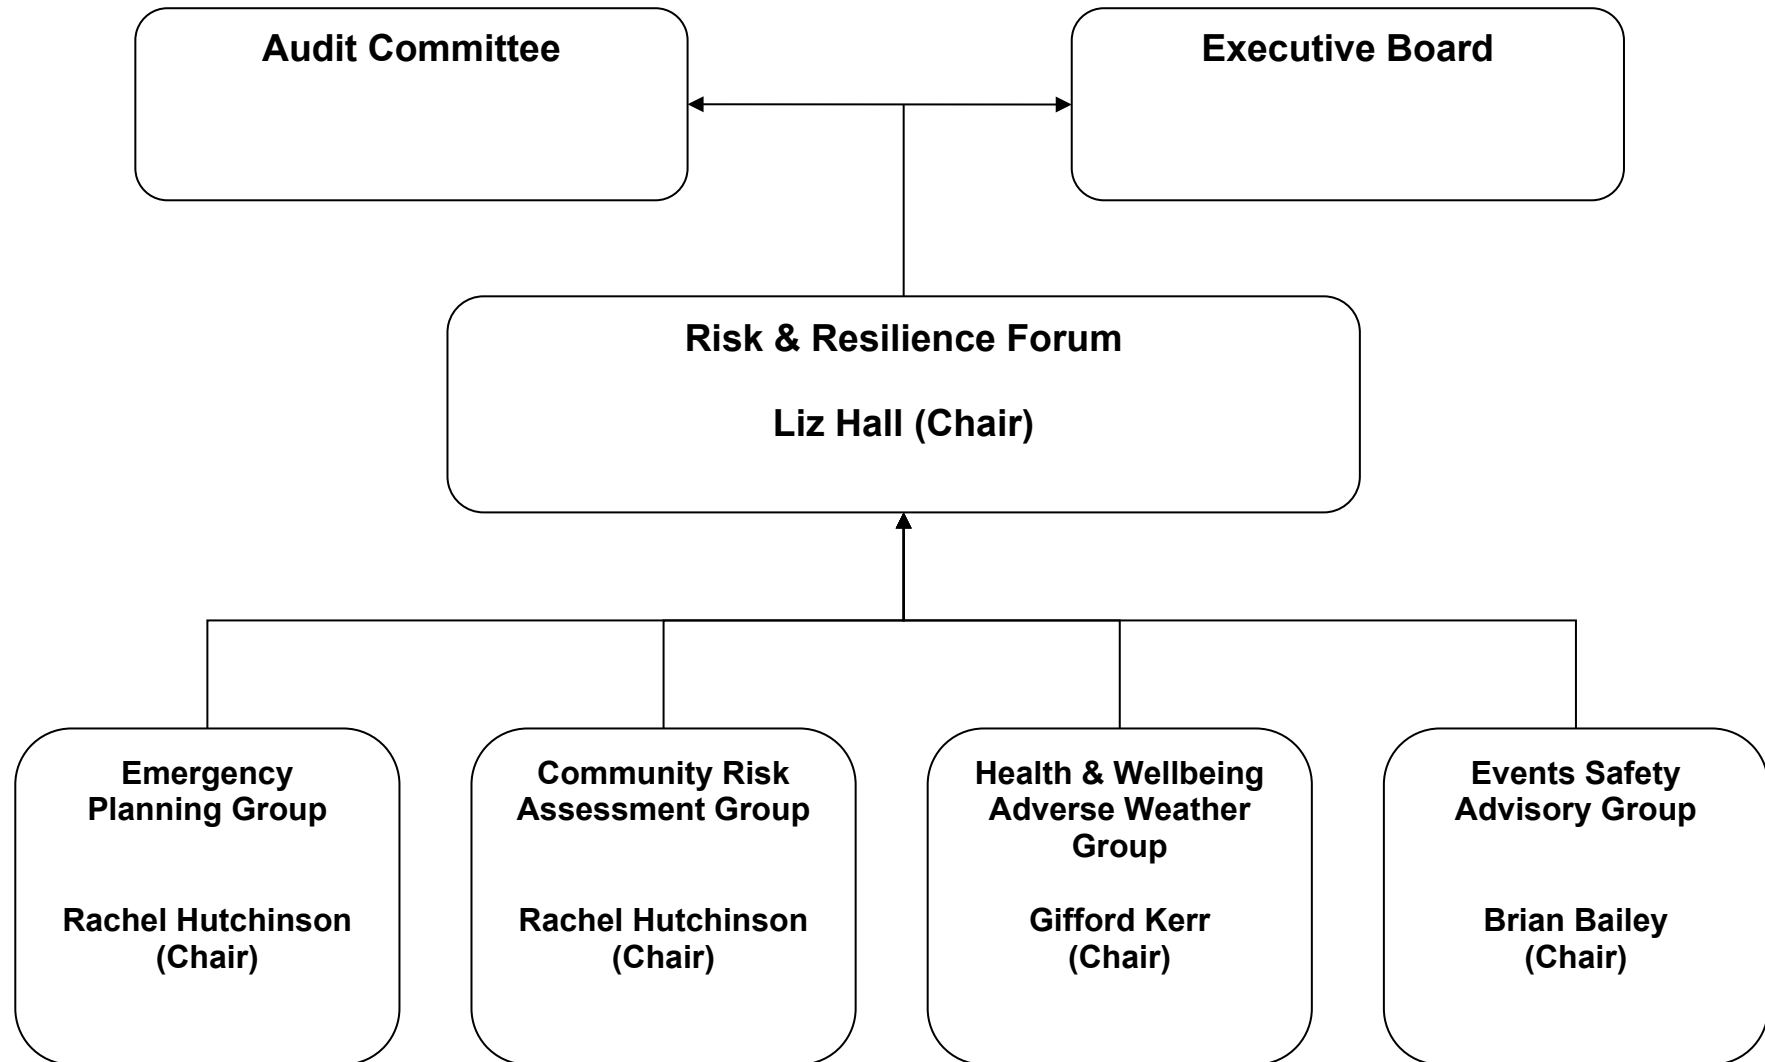 Audit Committee
Executive Board
Risk & Resilience Forum
Liz Hall (Chair)
Emergency
Planning Group
Rachel Hutchinson
(Chair)
Community Risk
Assessment Group
Rachel Hutchinson
(Chair)
Health & Wellbeing
Adverse Weather
Group
Gifford Kerr
(Chair)
Events Safety
Advisory Group
Brian Bailey
(Chair)